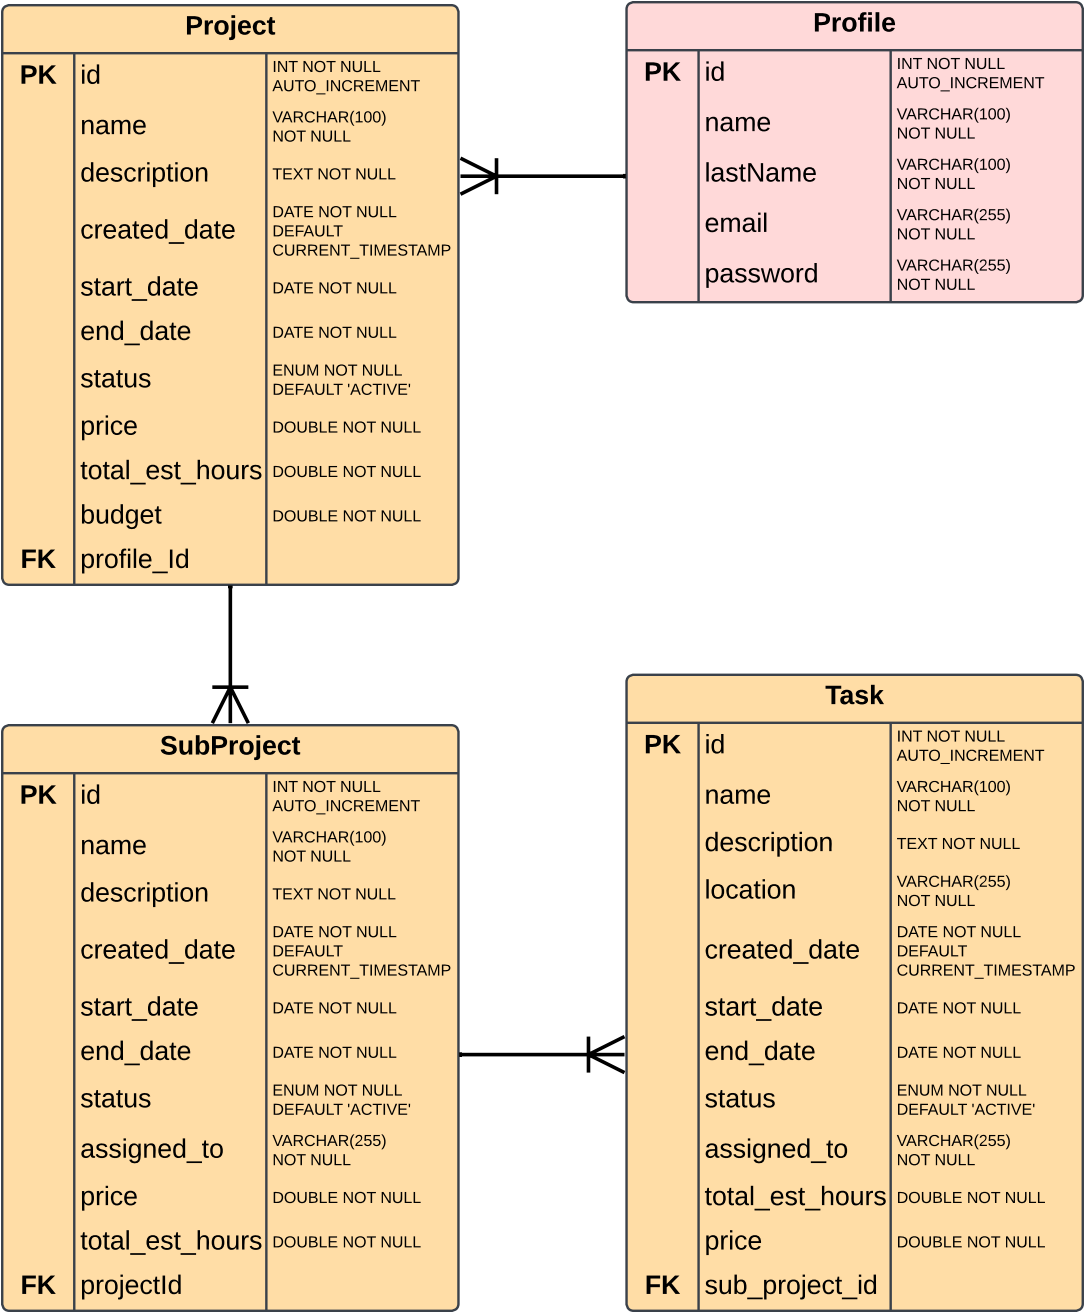 Project
PK id INT NOT NULL
AUTO_INCREMENT
name VARCHAR(100)
NOT NULL
description TEXT NOT NULL
created_date DATE NOT NULL
DEFAULT
CURRENT_TIMESTAMP
start_date DATE NOT NULL
end_date DATE NOT NULL
status ENUM NOT NULL
DEFAULT 'ACTIVE'
price DOUBLE NOT NULL
total_est_hours DOUBLE NOT NULL
budget DOUBLE NOT NULL
FK profile_Id
Profile
PK id INT NOT NULL
AUTO_INCREMENT
name VARCHAR(100)
NOT NULL
lastName VARCHAR(100)
NOT NULL
email VARCHAR(255)
NOT NULL
password VARCHAR(255)
NOT NULL
SubProject
PK id INT NOT NULL
AUTO_INCREMENT
name VARCHAR(100)
NOT NULL
description TEXT NOT NULL
created_date DATE NOT NULL
DEFAULT
CURRENT_TIMESTAMP
start_date DATE NOT NULL
end_date DATE NOT NULL
status ENUM NOT NULL
DEFAULT 'ACTIVE'
assigned_to VARCHAR(255)
NOT NULL
price DOUBLE NOT NULL
total_est_hours DOUBLE NOT NULL
FK projectId
Task
PK id INT NOT NULL
AUTO_INCREMENT
name VARCHAR(100)
NOT NULL
description TEXT NOT NULL
location VARCHAR(255)
NOT NULL
created_date DATE NOT NULL
DEFAULT
CURRENT_TIMESTAMP
start_date DATE NOT NULL
end_date DATE NOT NULL
status ENUM NOT NULL
DEFAULT 'ACTIVE'
assigned_to VARCHAR(255)
NOT NULL
total_est_hours DOUBLE NOT NULL
price DOUBLE NOT NULL
FK sub_project_id